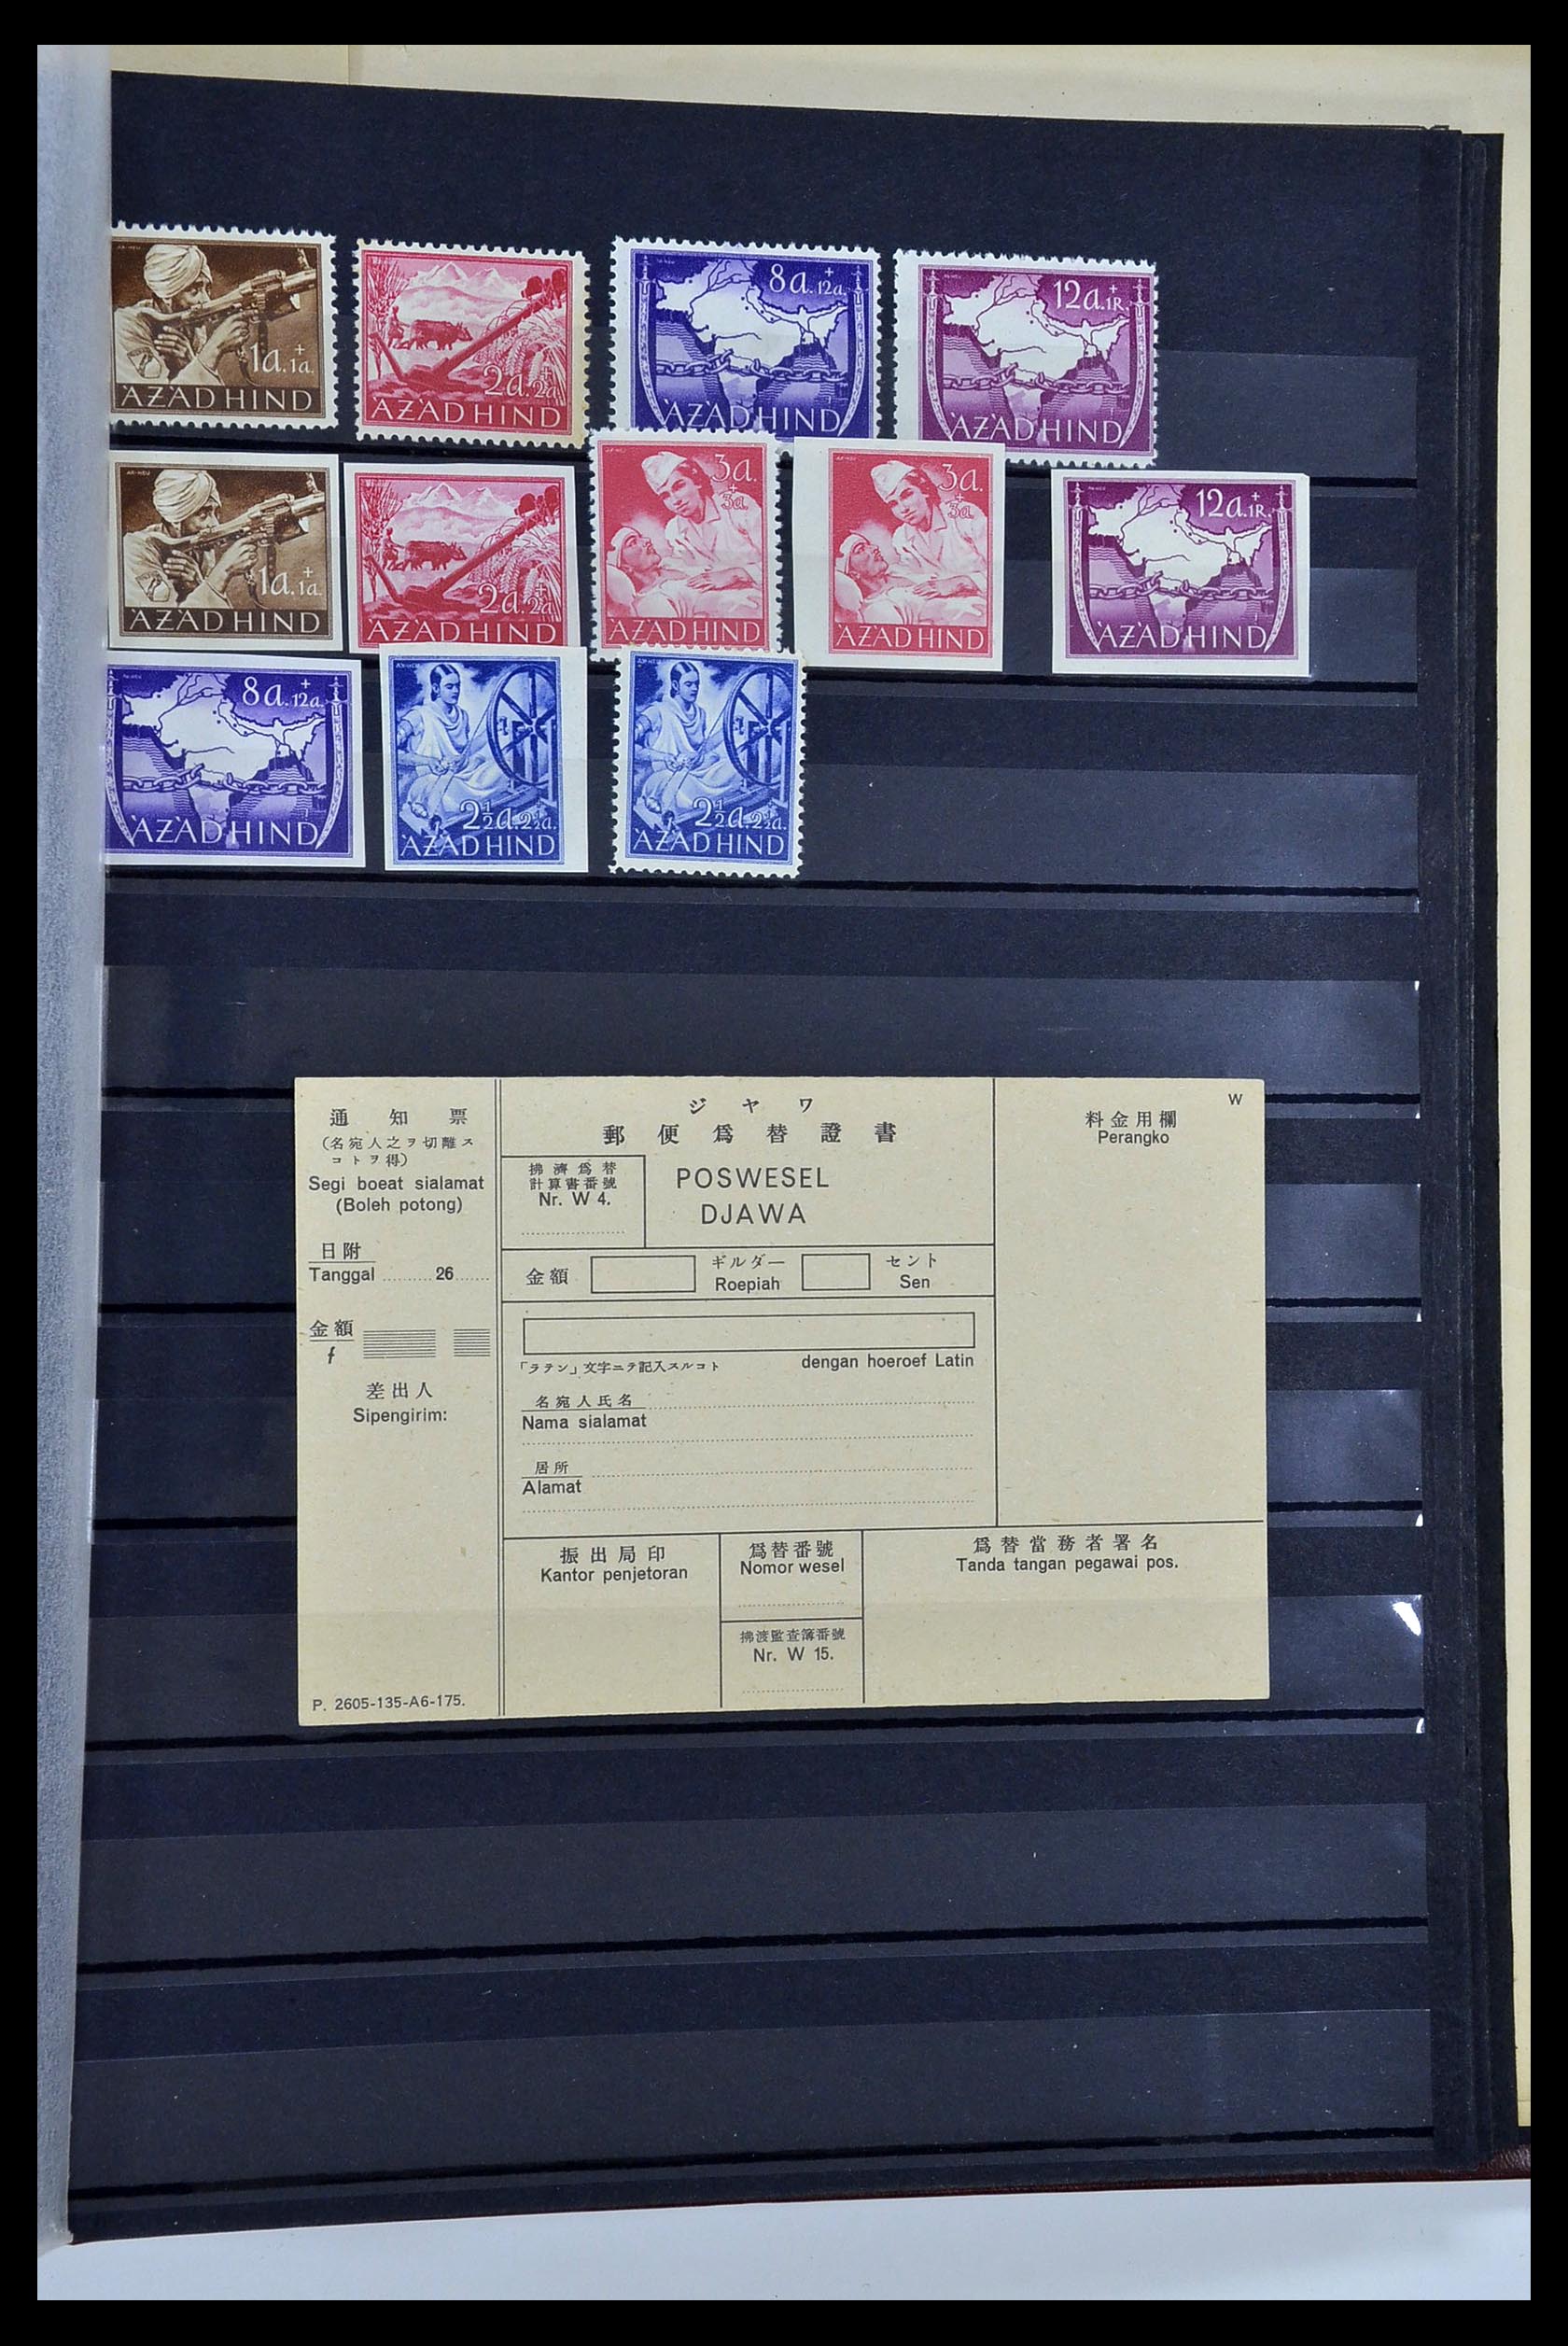 1a.+1a.
AZAD HIND
2a.+2a
AZAD HIND
8a.+12a.
AZAD HIND
12a.+1R
AZAD HIND
1a.+1a.
AZAD HIND
2a.+2a
AZAD HIND
3a.
+
3a.
AZAD HIND
3a.
+
3a.
AZAD HIND
12a.+1R.
AZAD HIND
8a.+12a.
AZAD HIND
2½a.+2½a.
AZAD HIND
2½a.+2½a.
AZAD HIND
通知票
(名宛人之ヲ切離ス
コトヲ得)
Segi boeat sialamat
(Boleh potong)
日附
Tanggal ......... 26 ......
金額
f
差出人
Sipengirim:
P. 2605-135-A6-175.
ジヤワ
郵便爲替證書
拂濟爲替
計算書番號
Nr. W 4.
POSWESEL
DJAWA
金額
ギルダー
Roepiah
セント
Sen
「ラテン」文字ニテ記入スルコト
dengan hoeroef Latin
名宛人氏名
Nama sialamat
居所
Alamat
W
料金用欄
Perangko
振出局印
Kantor penjetoran
爲替番號
Nomor wesel
拂渡監査簿番號
Nr. W 15.
爲替當務者署名
Tanda tangan pegawai pos.